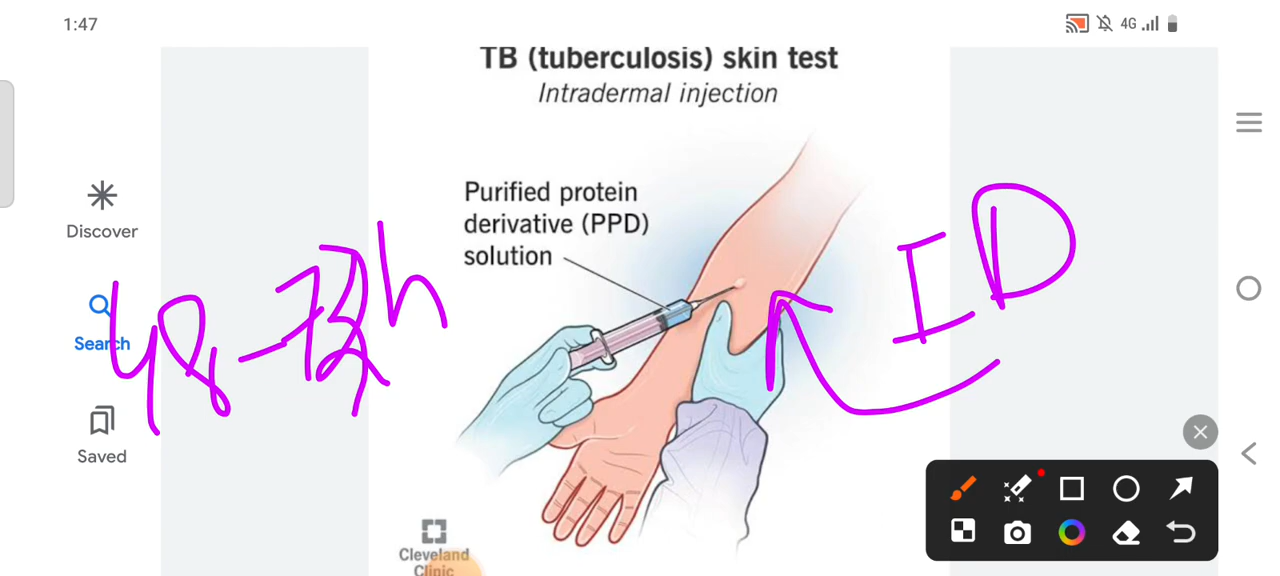 1:47
4G
TB (tuberculosis) skin test
Intradermal injection
Purified protein
derivative (PPD)
solution
Discover
Search
Saved
48-72h
ID
Cleveland
Clinic